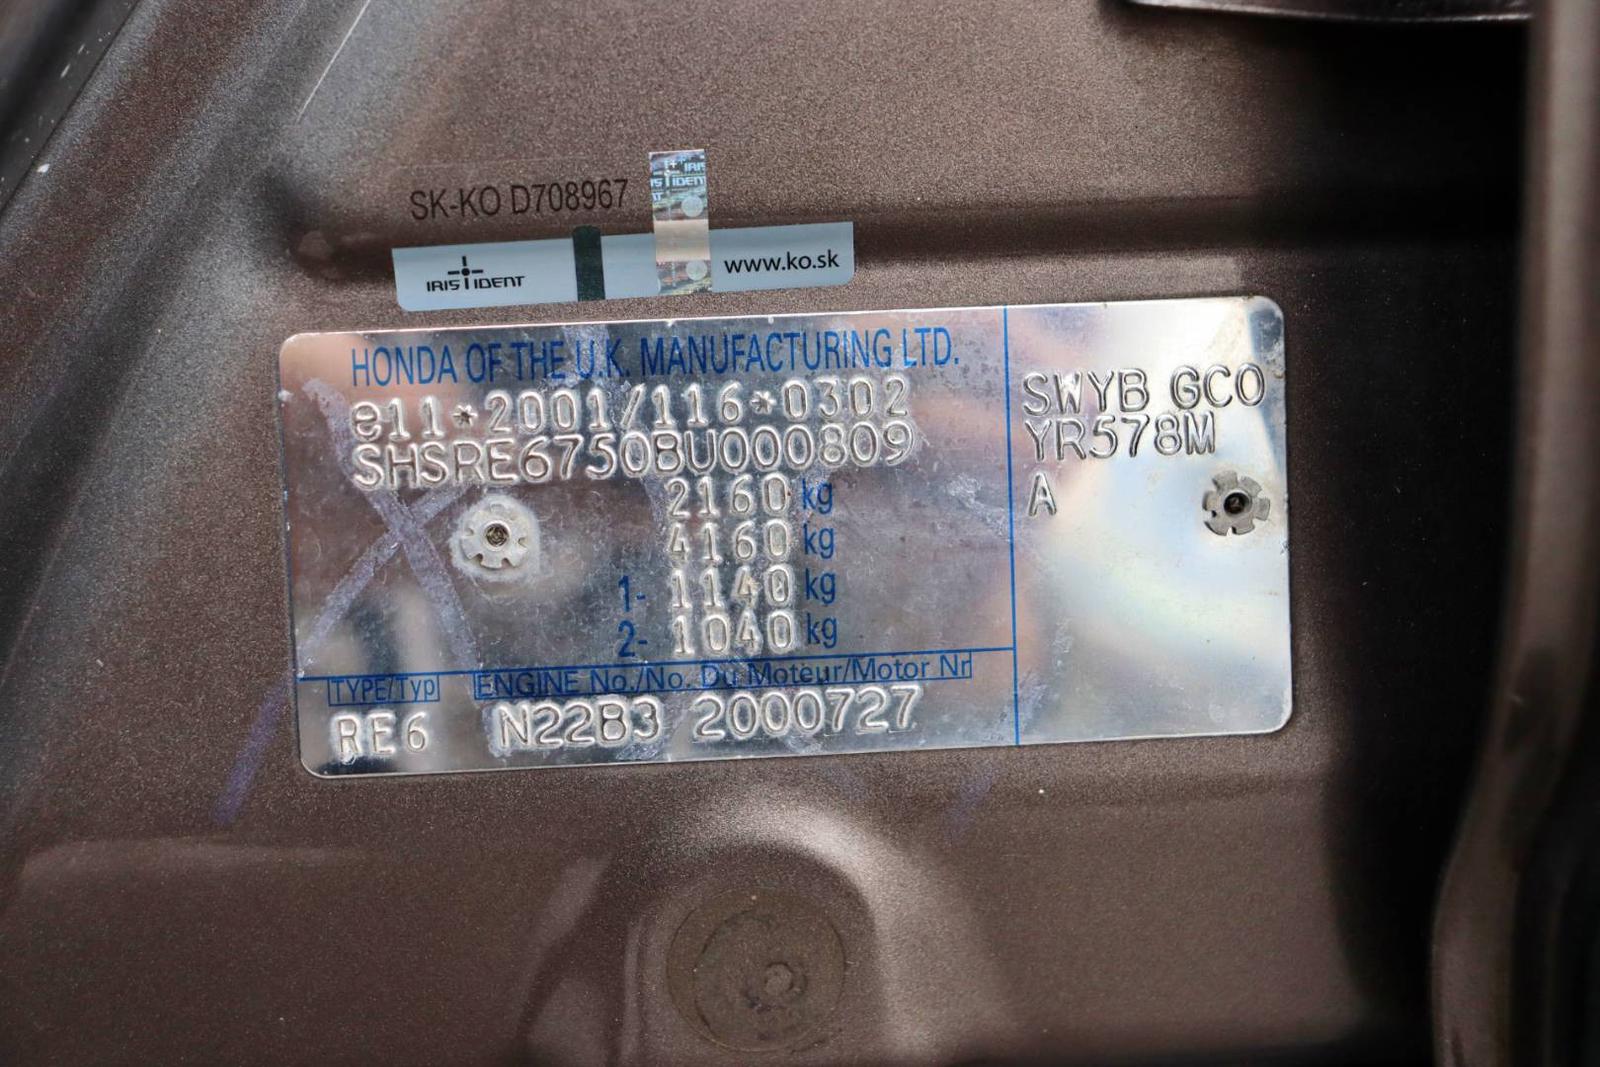 SK-KO D708967
IRIS IDENT
www.ko.sk
HONDA OF THE U.K. MANUFACTURING LTD.
e11*2001/116*0302
SHSRE6750BU000809
2160 kg
4160 kg
1- 1140 kg
2- 1040 kg
TYPE/Typ ENGINE No./No. Du Moteur/Motor Nr
RE6 N22B3 2000727
SWYB GCO
YR578M
A